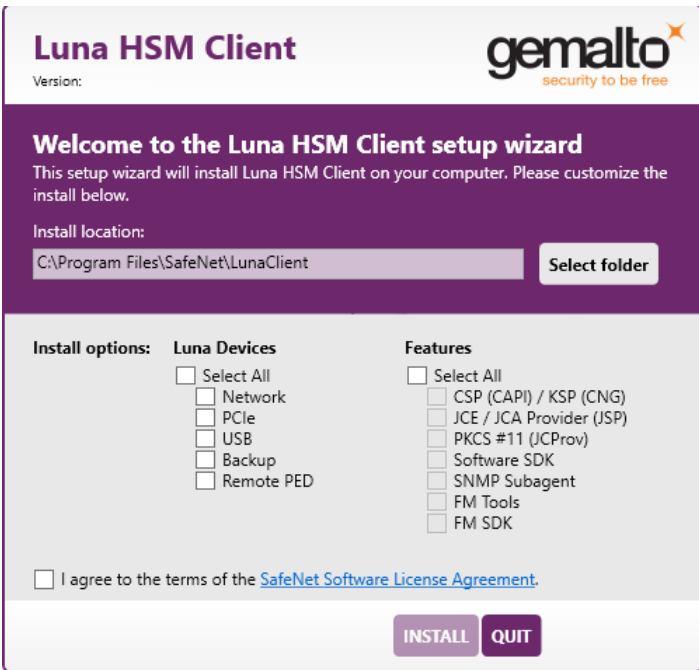 Luna HSM Client
Version:
gemalto
security to be free
Welcome to the Luna HSM Client setup wizard
This setup wizard will install Luna HSM Client on your computer. Please customize the
install below.
Install location:
C:\Program Files\SafeNet\LunaClient
Select folder
Install options:
Luna Devices
Select All
Network
PCIe
USB
Backup
Remote PED
Features
Select All
CSP (CAPI) / KSP (CNG)
JCE / JCA Provider (JSP)
PKCS #11 (JCProv)
Software SDK
SNMP Subagent
FM Tools
FM SDK
I agree to the terms of the SafeNet Software License Agreement.
INSTALL
QUIT